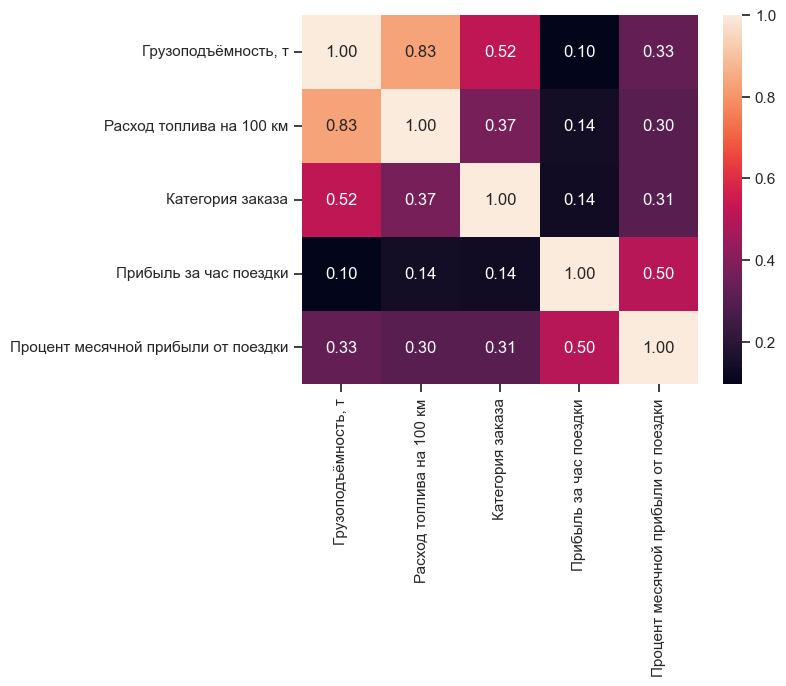 Грузоподъёмность, т 1.00 0.83 0.52 0.10 0.33
Расход топлива на 100 км 0.83 1.00 0.37 0.14 0.30
Категория заказа 0.52 0.37 1.00 0.14 0.31
Прибыль за час поездки 0.10 0.14 0.14 1.00 0.50
Процент месячной прибыли от поездки 0.33 0.30 0.31 0.50 1.00
Грузоподъёмность, т
Расход топлива на 100 км
Категория заказа
Прибыль за час поездки
Процент месячной прибыли от поездки
1.0
0.8
0.6
0.4
0.2